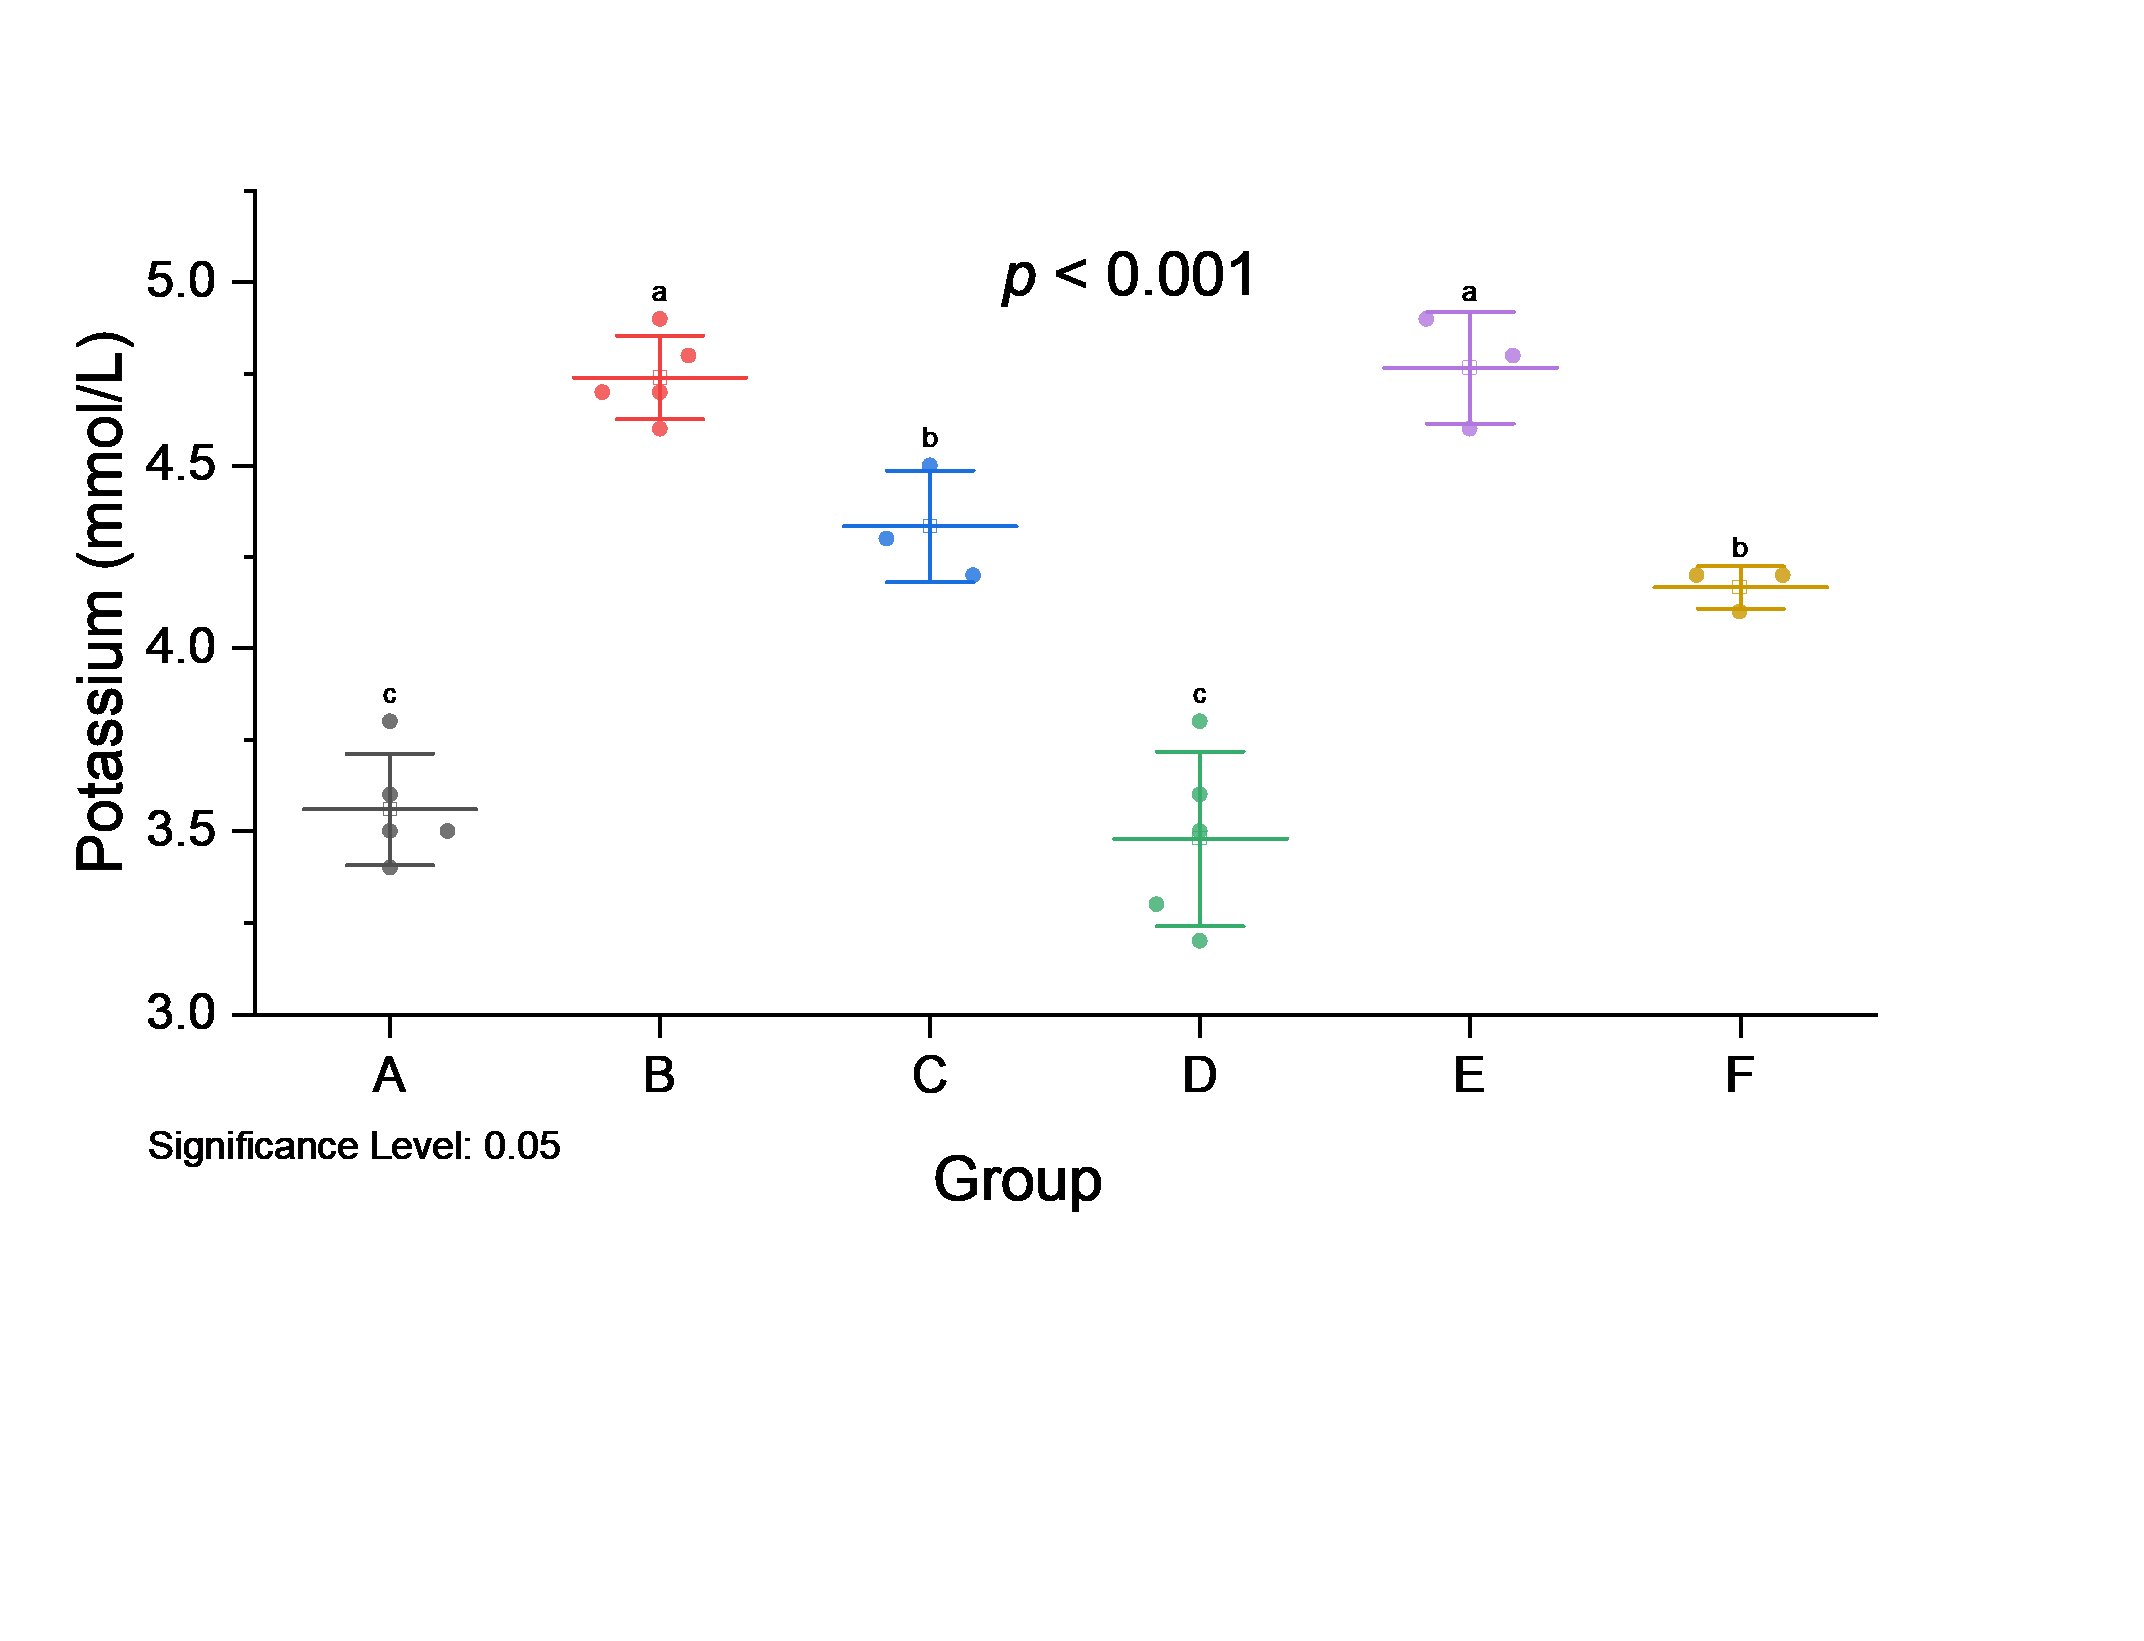 p < 0.001
Potassium (mmol/L)
5.0
4.5
4.0
3.5
3.0
a
a
b
b
c
c
A B C D E F
Significance Level: 0.05
Group